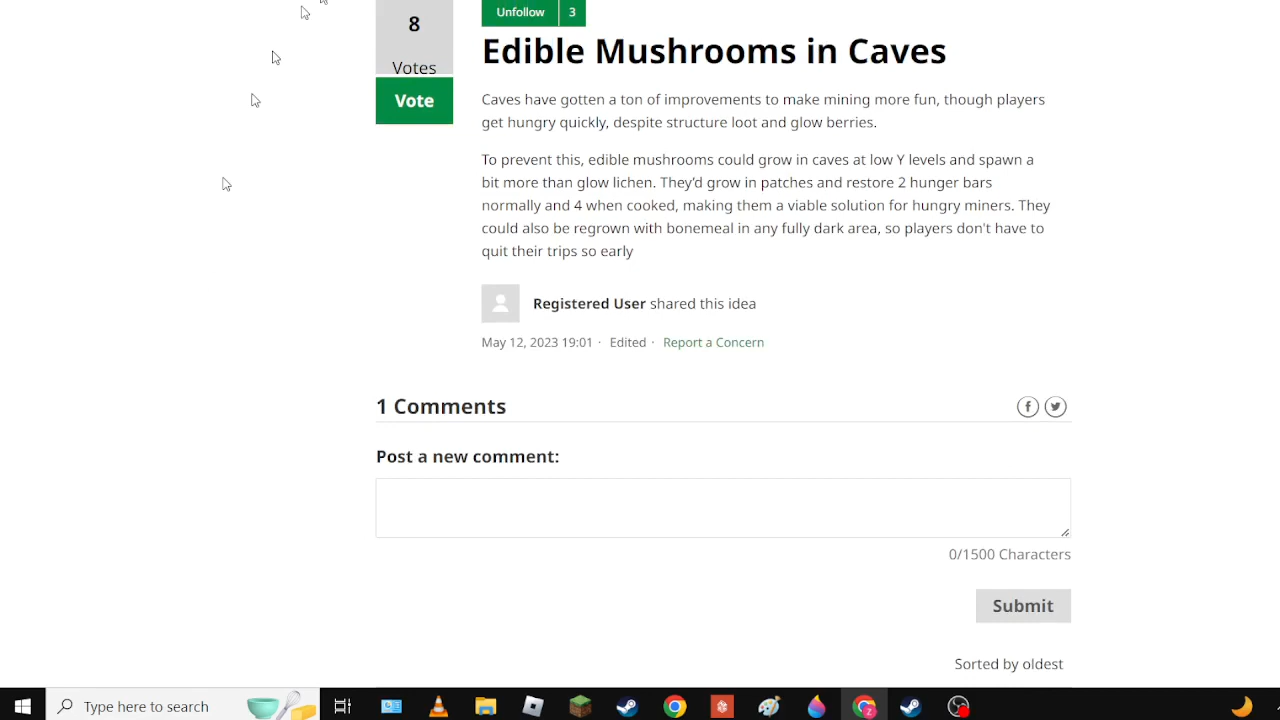 8
Votes
Vote
Unfollow 3
Edible Mushrooms in Caves
Caves have gotten a ton of improvements to make mining more fun, though players
get hungry quickly, despite structure loot and glow berries.
To prevent this, edible mushrooms could grow in caves at low Y levels and spawn a
bit more than glow lichen. They'd grow in patches and restore 2 hunger bars
normally and 4 when cooked, making them a viable solution for hungry miners. They
could also be regrown with bonemeal in any fully dark area, so players don't have to
quit their trips so early
Registered User shared this idea
May 12, 2023 19:01 · Edited · Report a Concern
1 Comments
Post a new comment:
0/1500 Characters
Submit
Sorted by oldest
Type here to search